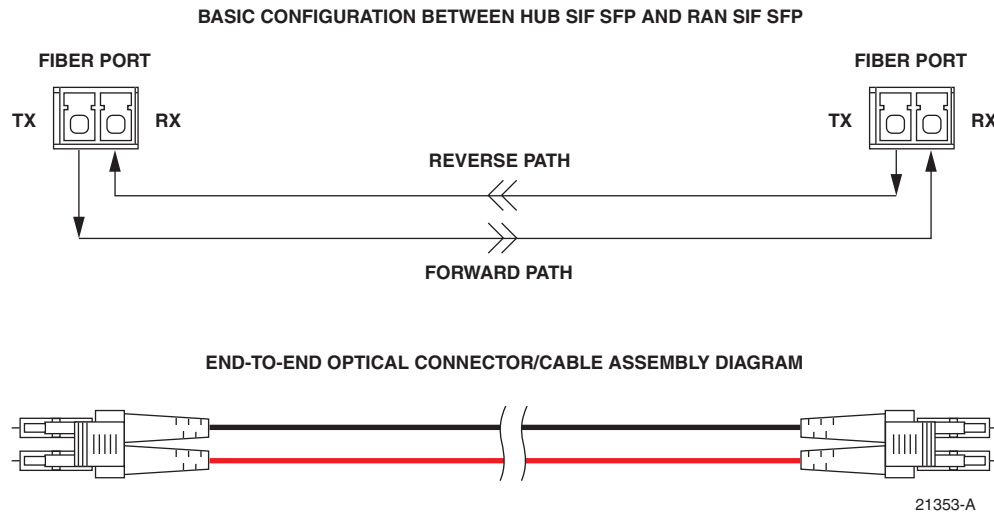 BASIC CONFIGURATION BETWEEN HUB SIF SFP AND RAN SIF SFP
FIBER PORT
FIBER PORT
TX
RX
TX
RX
REVERSE PATH
FORWARD PATH
END-TO-END OPTICAL CONNECTOR/CABLE ASSEMBLY DIAGRAM
21353-A